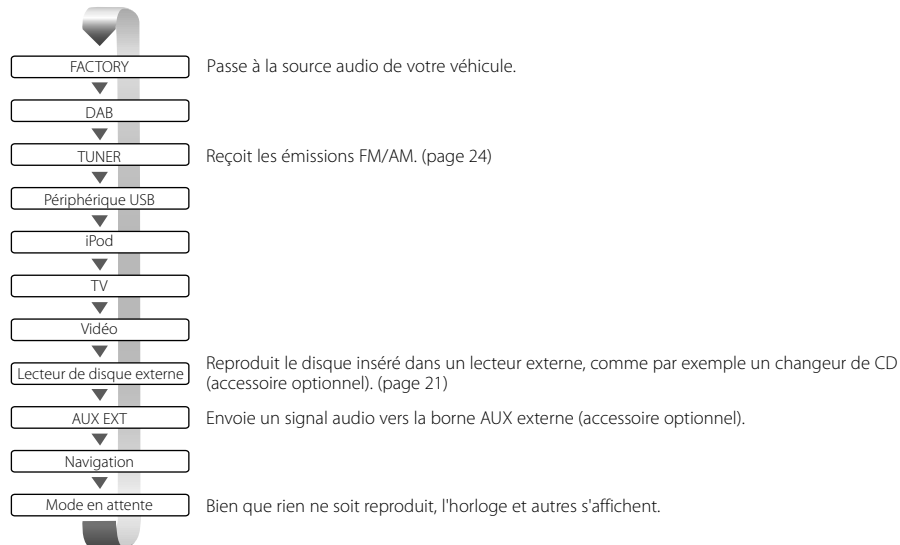 FACTORY
Passe à la source audio de votre véhicule.
DAB
TUNER
Reçoit les émissions FM/AM. (page 24)
Périphérique USB
iPod
TV
Vidéo
Lecteur de disque externe
Reproduit le disque inséré dans un lecteur externe, comme par exemple un changeur de CD
(accessoire optionnel). (page 21)
AUX EXT
Envoie un signal audio vers la borne AUX externe (accessoire optionnel).
Navigation
Mode en attente
Bien que rien ne soit reproduit, l'horloge et autres s'affichent.